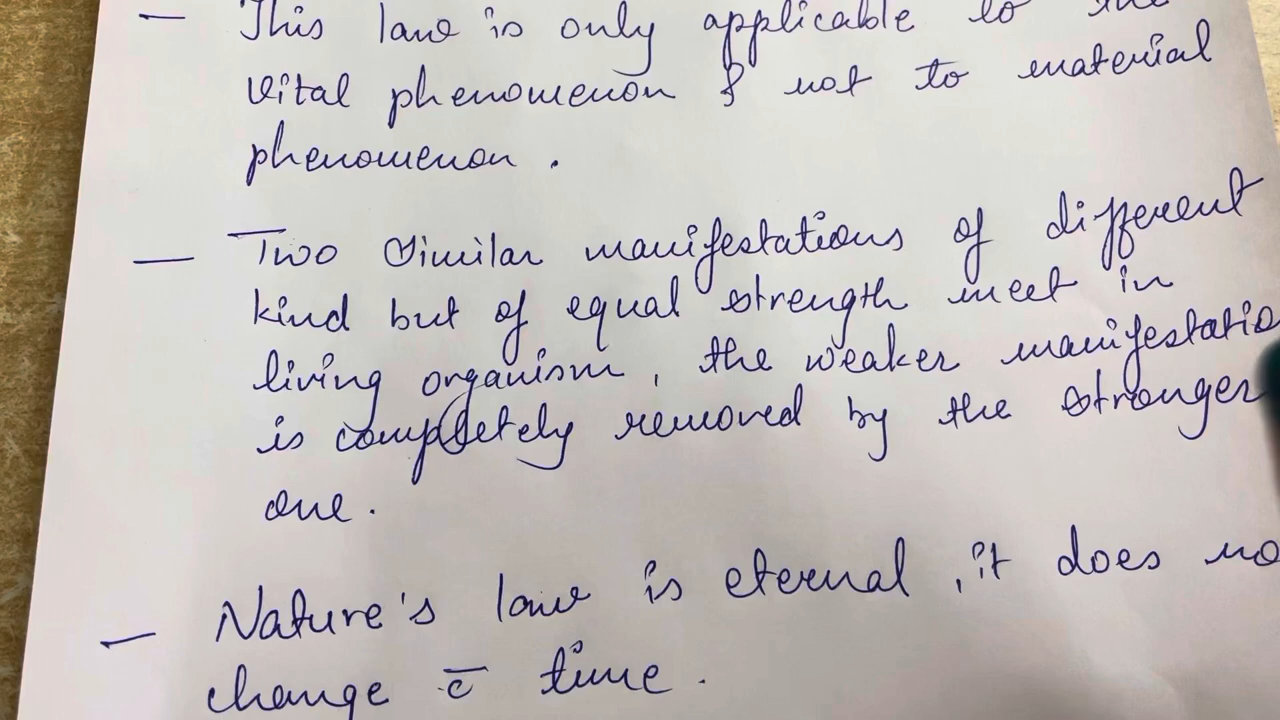 — This law is only applicable to the
vital phenomenon & not to material
phenomenon.
— Two Similar manifestations of different
kind but of equal strength meet in
living organism, the weaker manifestatio
is completely removed by the stronger
one.
— Nature's law is eternal, it does no
change c̄ time.